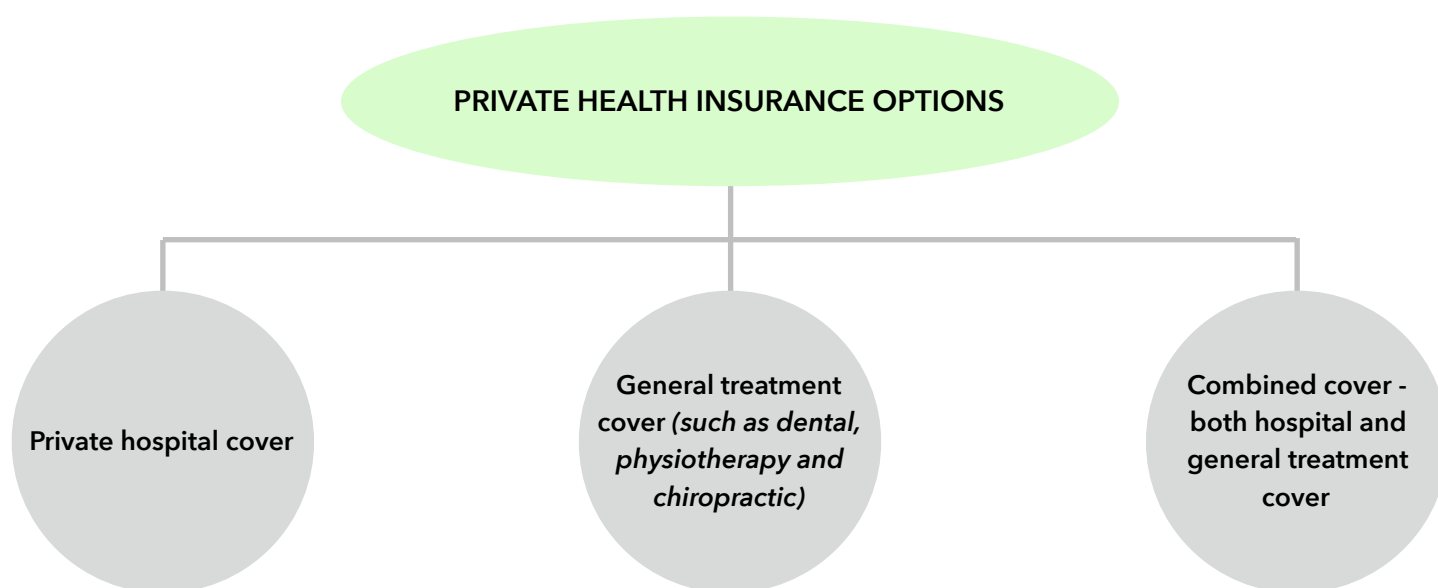 PRIVATE HEALTH INSURANCE OPTIONS
Private hospital cover
General treatment
cover (such as dental,
physiotherapy and
chiropractic)
Combined cover -
both hospital and
general treatment
cover